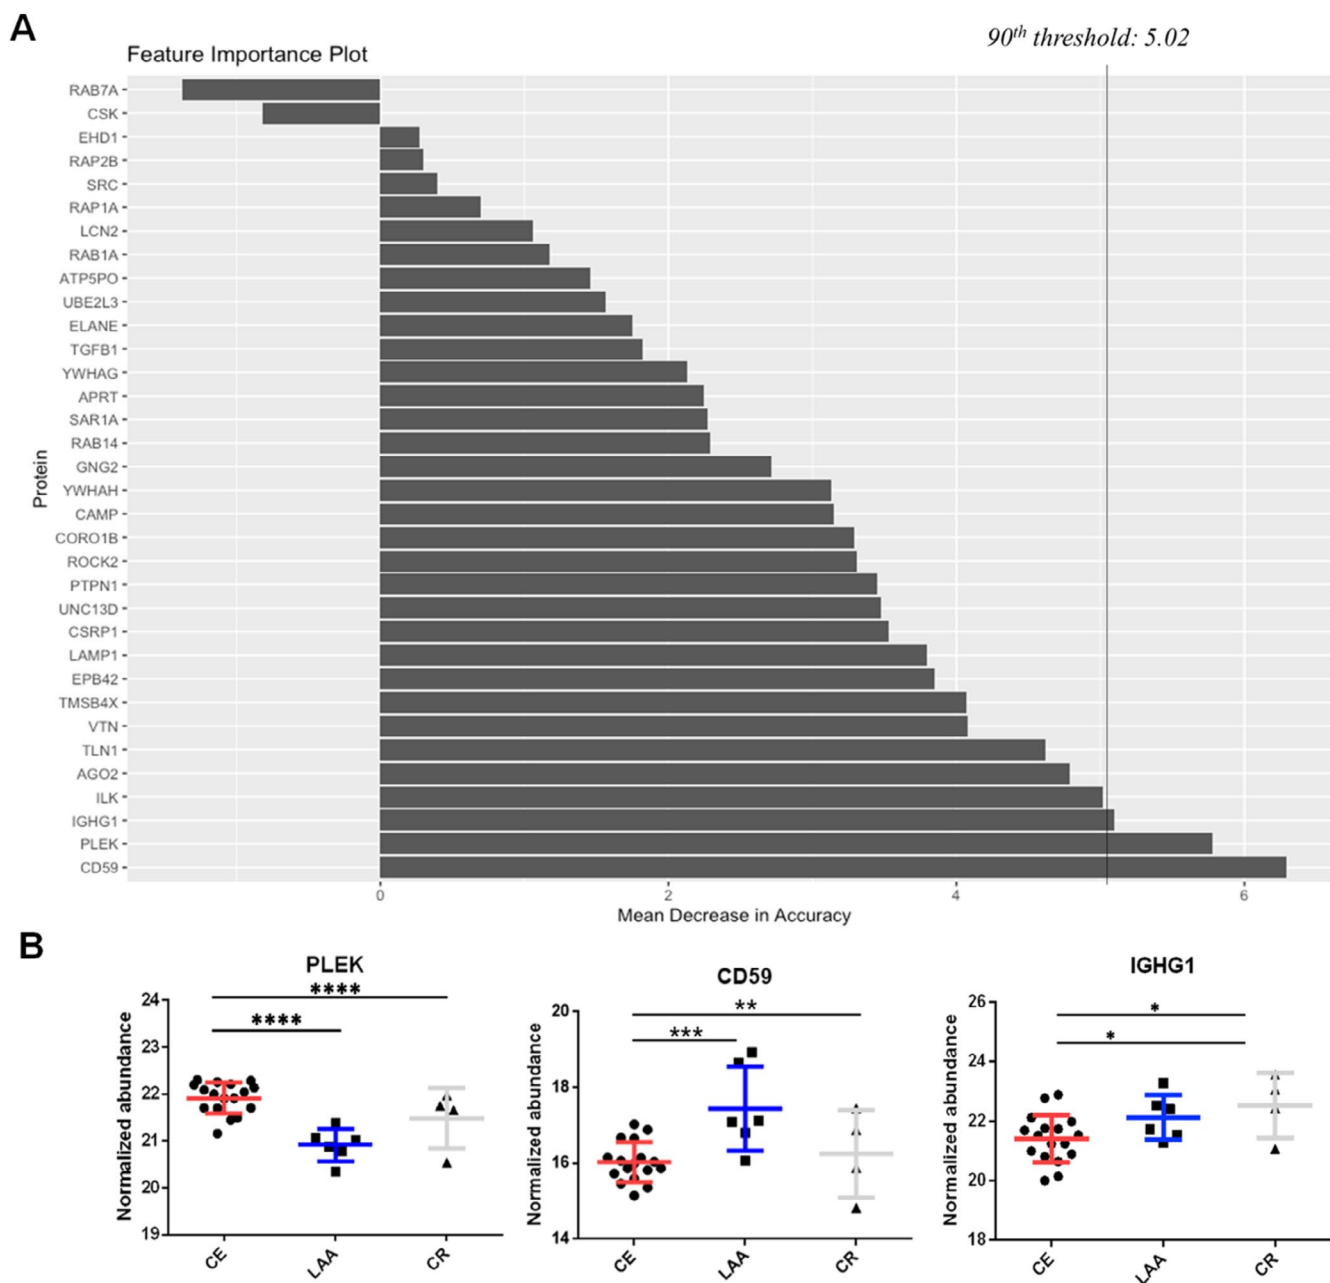 A
90th threshold: 5.02
Feature Importance Plot
RAB7A
CSK
EHD1
RAP2B
SRC
RAP1A
LCN2
RAB1A
ATP5PO
UBE2L3
ELANE
TGFB1
YWHAG
APRT
SAR1A
RAB14
GNG2
YWHAH
CAMP
CORO1B
ROCK2
PTPN1
UNC13D
CSRP1
LAMP1
EPB42
TMSB4X
VTN
TLN1
AGO2
ILK
IGHG1
PLEK
CD59
Protein
0 2 4 6
Mean Decrease in Accuracy
B
PLEK
****
****
Normalized abundance
24
23
22
21
20
19
CE LAA CR
CD59
**
***
Normalized abundance
20
18
16
14
CE LAA CR
IGHG1
*
*
Normalized abundance
26
24
22
20
18
CE LAA CR